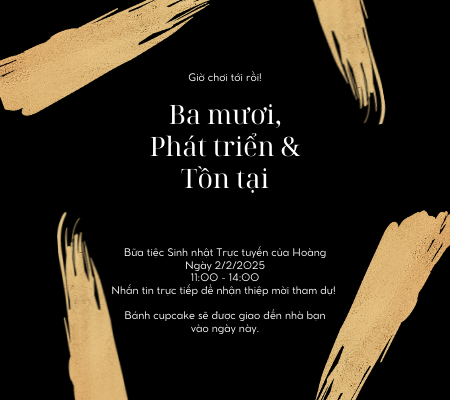 Giờ chơi tới rồi!
Ba mươi,
Phát triển &
Tồn tại
Bữa tiệc Sinh nhật Trực tuyến của Hoàng
Ngày 2/2/2025
11:00 - 14:00
Nhắn tin trực tiếp để nhận thiệp mời tham dự!
Bánh cupcake sẽ được giao đến nhà bạn
vào ngày này.